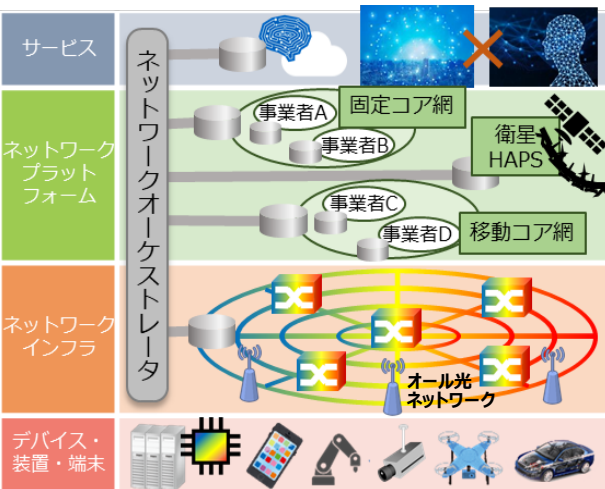 サービス
ネットワーク
プラット
フォーム
ネットワーク
インフラ
デバイス・
装置・端末
ネットワークオーケストレータ
事業者A
事業者B
固定コア網
衛星
HAPS
事業者C
事業者D
移動コア網
オール光
ネットワーク